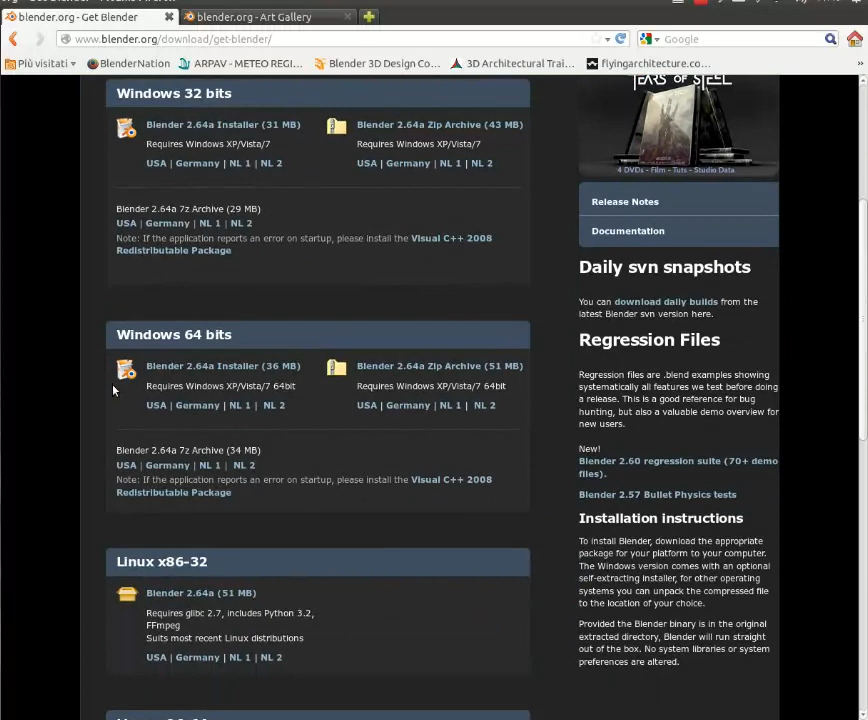 blender.org - Get Blender
blender.org - Art Gallery
www.blender.org/download/get-blender/
Google
Più visitati
BlenderNation
ARPAV - METEO REGI...
Blender 3D Design Co...
3D Architectural Trai...
flyingarchitecture.co...
Windows 32 bits
Blender 2.64a Installer (31 MB)
Requires Windows XP/Vista/7
USA | Germany | NL 1 | NL 2
Blender 2.64a Zip Archive (43 MB)
Requires Windows XP/Vista/7
USA | Germany | NL 1 | NL 2
Blender 2.64a 7z Archive (29 MB)
USA | Germany | NL 1 | NL 2
Note: If the application reports an error on startup, please install the Visual C++ 2008
Redistributable Package
Windows 64 bits
Blender 2.64a Installer (36 MB)
Requires Windows XP/Vista/7 64bit
USA | Germany | NL 1 | NL 2
Blender 2.64a Zip Archive (51 MB)
Requires Windows XP/Vista/7 64bit
USA | Germany | NL 1 | NL 2
Blender 2.64a 7z Archive (34 MB)
USA | Germany | NL 1 | NL 2
Note: If the application reports an error on startup, please install the Visual C++ 2008
Redistributable Package
Linux x86-32
Blender 2.64a (51 MB)
Requires glibc 2.7, includes Python 3.2,
FFmpeg
Suits most recent Linux distributions
USA | Germany | NL 1 | NL 2
TEARS OF STEEL
4 DVDs - Film - Tuts - Studio Data
Release Notes
Documentation
Daily svn snapshots
You can download daily builds from the
latest Blender svn version here.
Regression Files
Regression files are .blend examples showing
systematically all features we test before doing
a release. This is a good reference for bug
hunting, but also a valuable demo overview for
new users.
New!
Blender 2.60 regression suite (70+ demo
files).
Blender 2.57 Bullet Physics tests
Installation instructions
To install Blender, download the appropriate
package for your platform to your computer.
The Windows version comes with an optional
self-extracting installer, for other operating
systems you can unpack the compressed file
to the location of your choice.
Provided the Blender binary is in the original
extracted directory, Blender will run straight
out of the box. No system libraries or system
preferences are altered.